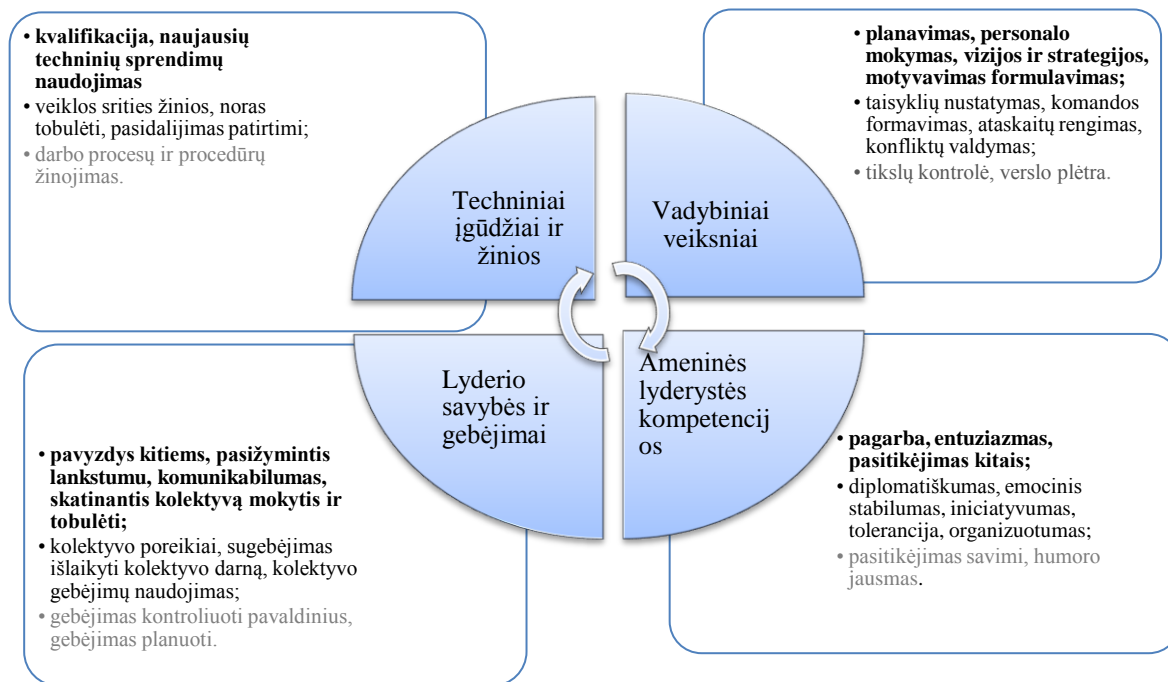 • kvalifikacija, naujausių
techninių sprendimų
naudojimas
• veiklos srities žinios, noras
tobulėti, pasidalijimas patirtimi;
• darbo procesų ir procedūrų
žinojimas.
• planavimas, personalo
mokymas, vizijos ir strategijos,
motyvavimas formulavimas;
• taisyklių nustatymas, komandos
formavimas, ataskaitų rengimas,
konfliktų valdymas;
• tikslų kontrolė, verslo plėtra.
Techniniai
įgūdžiai ir
žinios
Vadybiniai
veiksniai
Lyderio
savybės ir
gebėjimai
Ameninės
lyderystės
kompetencij
os
• pavyzdys kitiems, pasižymintis
lankstumu, komunikabilumas,
skatinantis kolektyvą mokytis ir
tobulėti;
• kolektyvo poreikiai, sugebėjimas
išlaikyti kolektyvo darną, kolektyvo
gebėjimų naudojimas;
• gebėjimas kontroliuoti pavaldinius,
gebėjimas planuoti.
• pagarba, entuziazmas,
pasitikėjimas kitais;
• diplomatiškumas, emocinis
stabilumas, iniciatyvumas,
tolerancija, organizuotumas;
• pasitikėjimas savimi, humoro
jausmas.